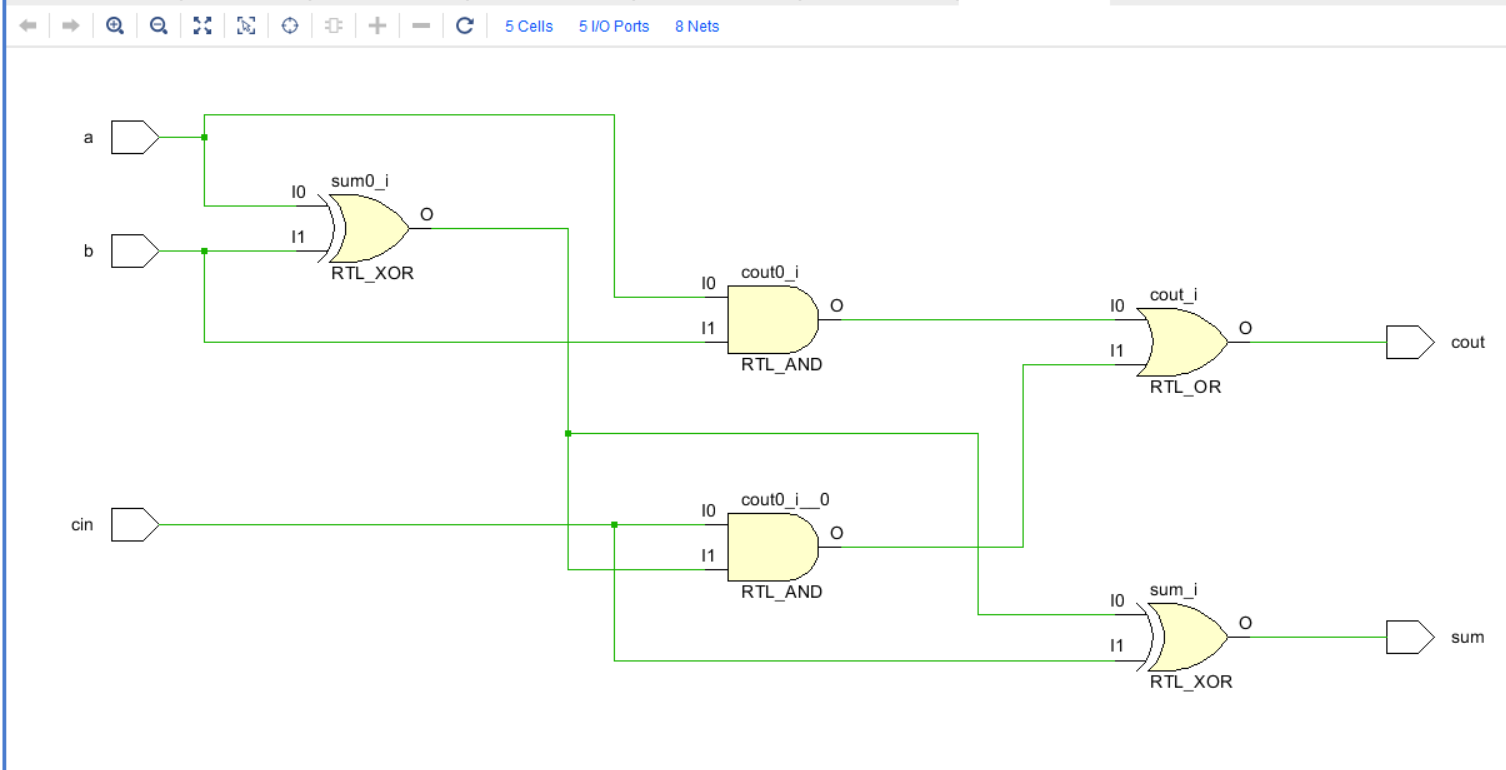 5 Cells 5 I/O Ports 8 Nets
a
sum0_i
I0
O
I1
b
RTL_XOR
cout0_i
I0
O
I1
RTL_AND
cout_i
I0
O
I1
cout
RTL_OR
cin
cout0_i__0
I0
O
I1
RTL_AND
sum_i
I0
O
I1
sum
RTL_XOR